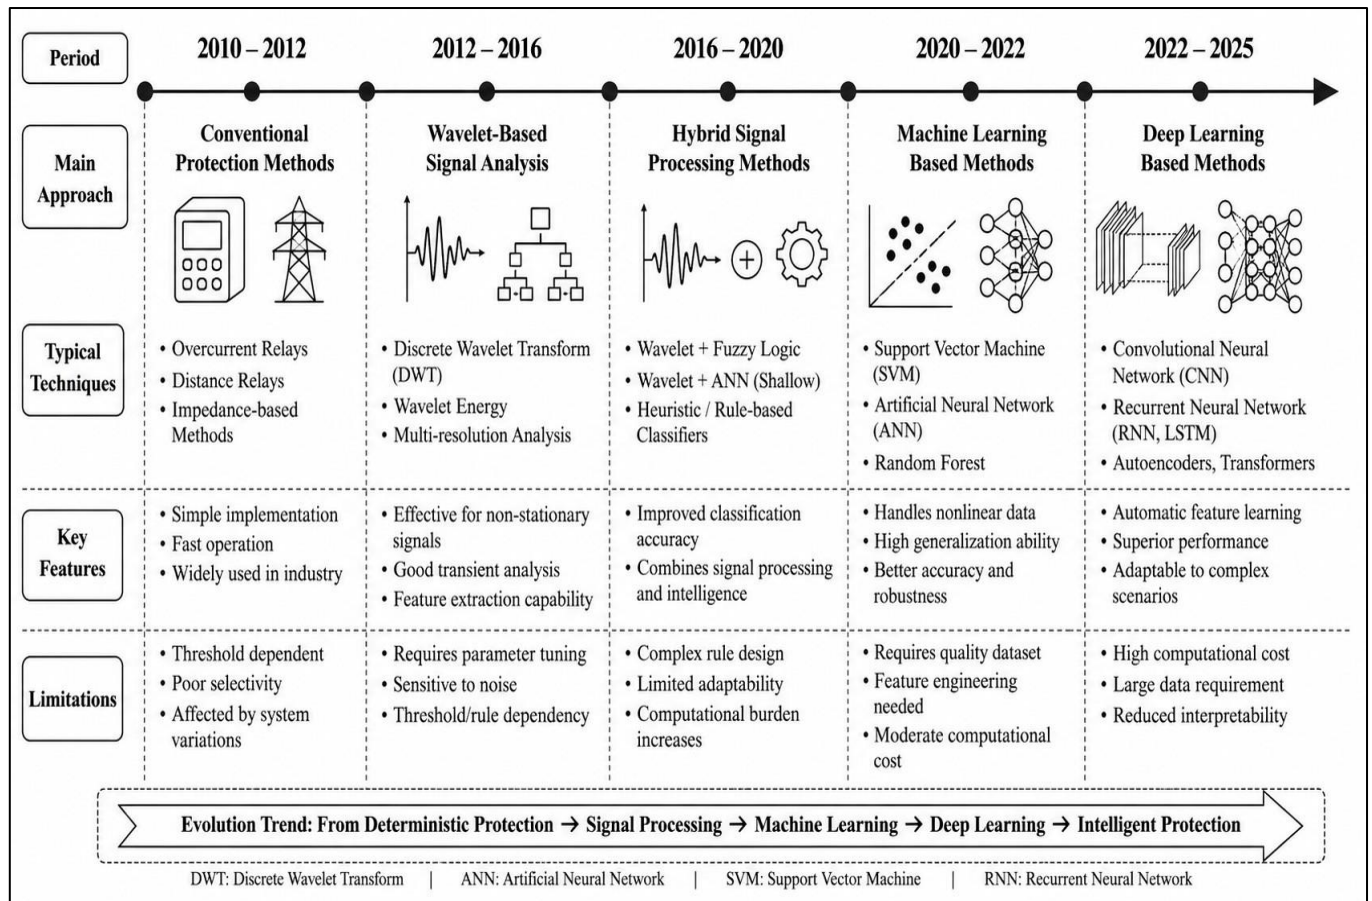 Period
2010 – 2012
2012 – 2016
2016 – 2020
2020 – 2022
2022 – 2025
Main
Approach
Conventional
Protection Methods
Wavelet-Based
Signal Analysis
Hybrid Signal
Processing Methods
Machine Learning
Based Methods
Deep Learning
Based Methods
Typical
Techniques
• Overcurrent Relays
• Distance Relays
• Impedance-based
Methods
• Discrete Wavelet Transform
(DWT)
• Wavelet Energy
• Multi-resolution Analysis
• Wavelet + Fuzzy Logic
• Wavelet + ANN (Shallow)
• Heuristic / Rule-based
Classifiers
• Support Vector Machine
(SVM)
• Artificial Neural Network
(ANN)
• Random Forest
• Convolutional Neural
Network (CNN)
• Recurrent Neural Network
(RNN, LSTM)
• Autoencoders, Transformers
Key
Features
• Simple implementation
• Fast operation
• Widely used in industry
• Effective for non-stationary
signals
• Good transient analysis
• Feature extraction capability
• Improved classification
accuracy
• Combines signal processing
and intelligence
• Handles nonlinear data
• High generalization ability
• Better accuracy and
robustness
• Automatic feature learning
• Superior performance
• Adaptable to complex
scenarios
Limitations
• Threshold dependent
• Poor selectivity
• Affected by system
variations
• Requires parameter tuning
• Sensitive to noise
• Threshold/rule dependency
• Complex rule design
• Limited adaptability
• Computational burden
increases
• Requires quality dataset
• Feature engineering
needed
• Moderate computational
cost
• High computational cost
• Large data requirement
• Reduced interpretability
Evolution Trend: From Deterministic Protection → Signal Processing → Machine Learning → Deep Learning → Intelligent Protection
DWT: Discrete Wavelet Transform | ANN: Artificial Neural Network | SVM: Support Vector Machine | RNN: Recurrent Neural Network